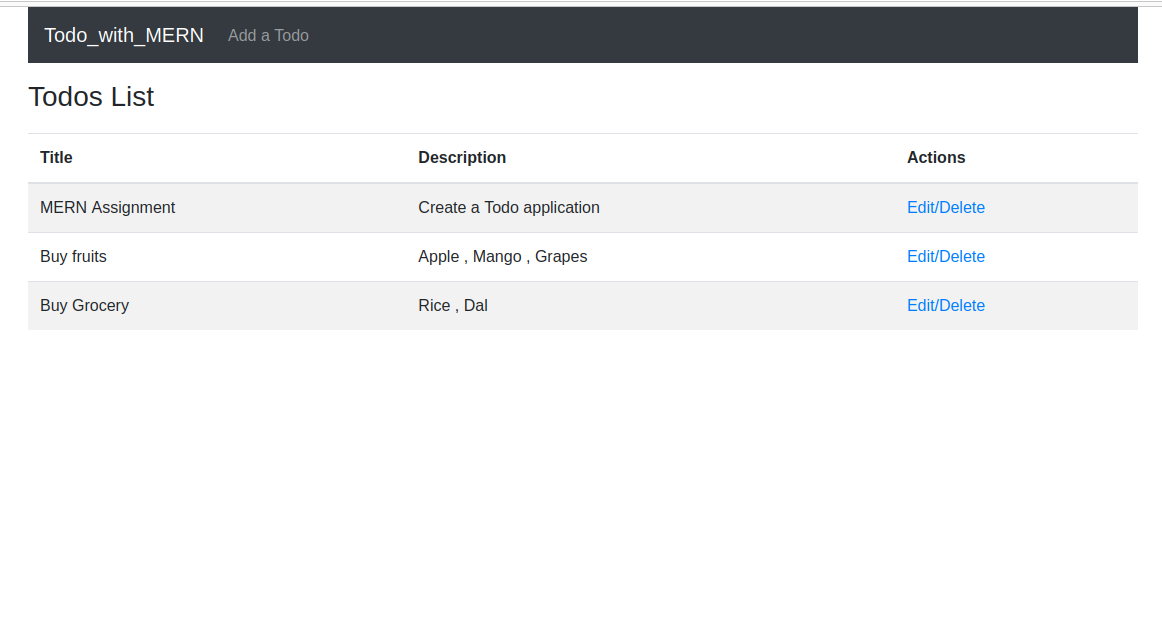 Todo_with_MERN Add a Todo
Todos List
Title Description Actions
MERN Assignment Create a Todo application Edit/Delete
Buy fruits Apple , Mango , Grapes Edit/Delete
Buy Grocery Rice , Dal Edit/Delete